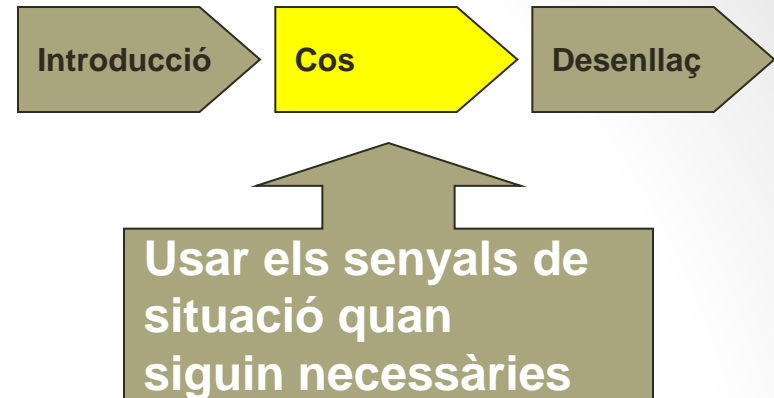 Introducció
Cos
Desenllaç
Usar els senyals de
situació quan
siguin necessàries